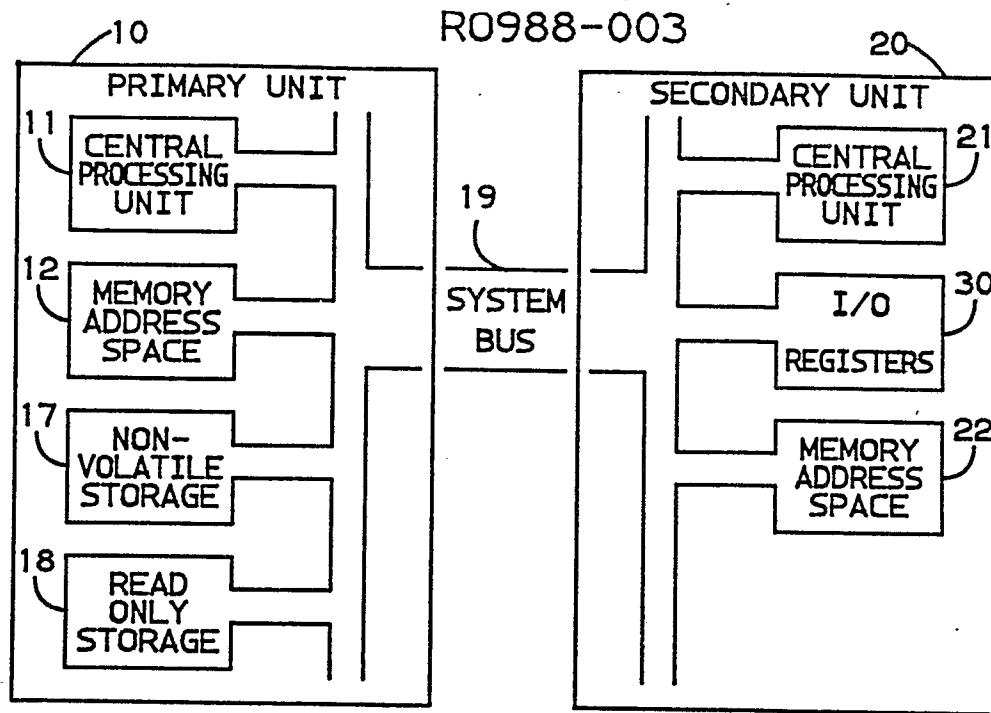 RO988-003
10
PRIMARY UNIT
11
CENTRAL
PROCESSING
UNIT
12
MEMORY
ADDRESS
SPACE
17
NON-
VOLATILE
STORAGE
18
READ
ONLY
STORAGE
19
SYSTEM
BUS
20
SECONDARY UNIT
21
CENTRAL
PROCESSING
UNIT
30
I/O
REGISTERS
22
MEMORY
ADDRESS
SPACE